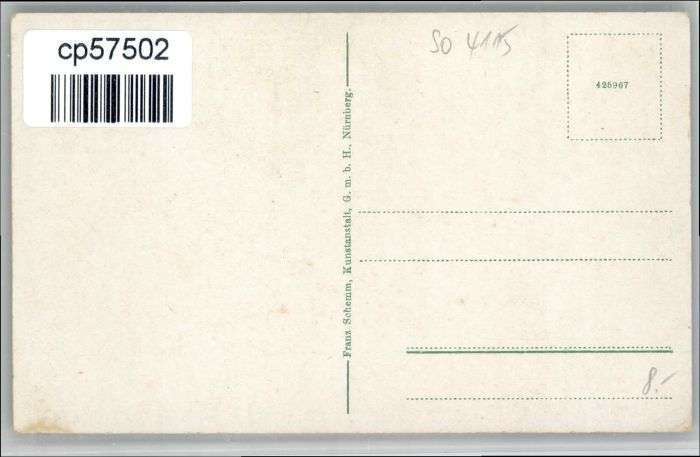 cp57502
SO 4115
425967
Franz Schemm, Kunstanstalt, G. m. b. H., Nürnberg.
8.-